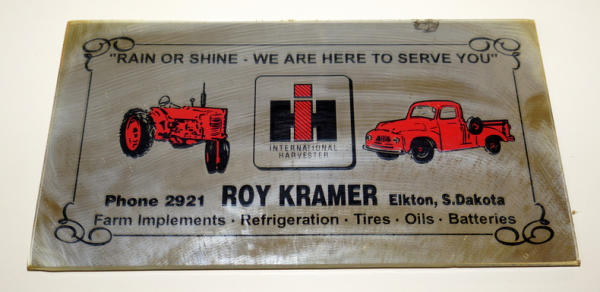 "RAIN OR SHINE - WE ARE HERE TO SERVE YOU"
IH
INTERNATIONAL
HARVESTER
Phone 2921 ROY KRAMER Elkton, S.Dakota
Farm Implements · Refrigeration · Tires · Oils · Batteries